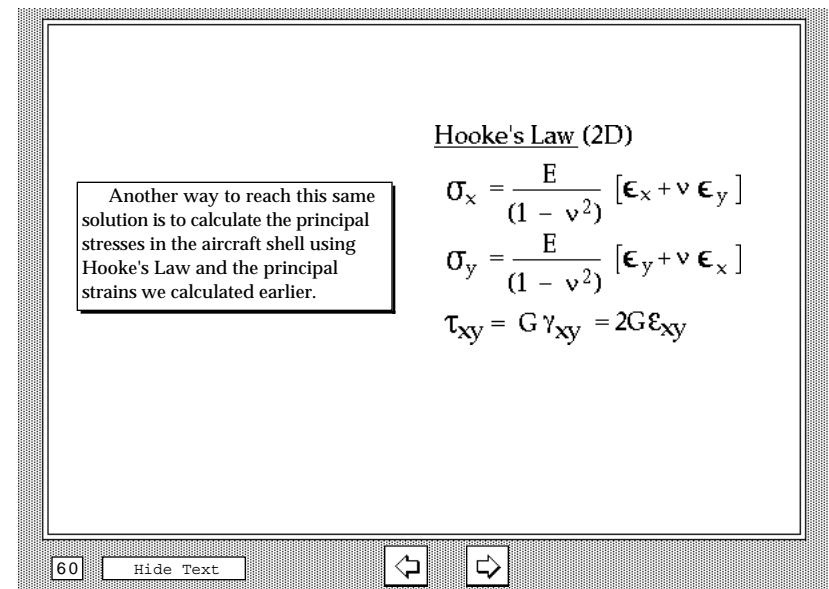 Another way to reach this same
solution is to calculate the principal
stresses in the aircraft shell using
Hooke's Law and the principal
strains we calculated earlier.
Hooke's Law (2D)
σx = E / (1 − ν²) [ϵx + ν ϵy]
σy = E / (1 − ν²) [ϵy + ν ϵx]
τxy = G γxy = 2G εxy
60 Hide Text